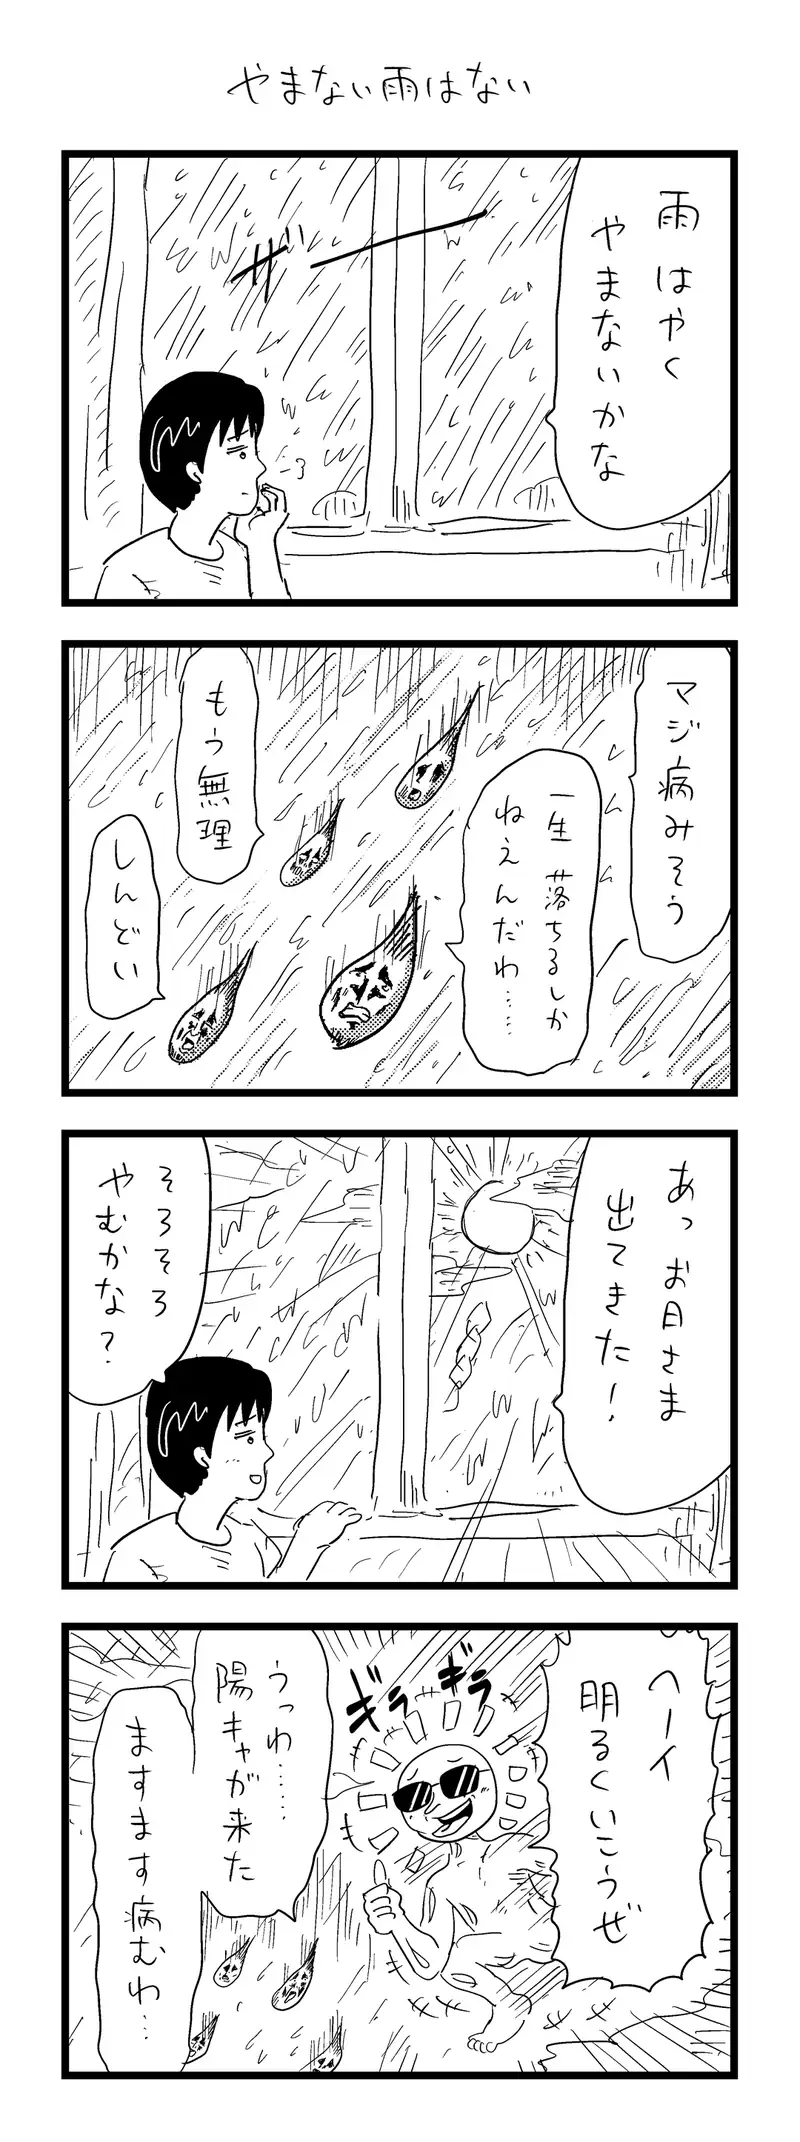 やまない雨はない
雨はやく
やまないかな
ザー
マジ病みそう
一生落ちるしか
ねえんだわ……
もう無理
しんどい
あっお日さま
出てきた！
そろそろ
やむかな？
ヘーイ
明るくいこうぜ
ギラギラ
うっわ……
陽キャが来た
ますます病むわ…